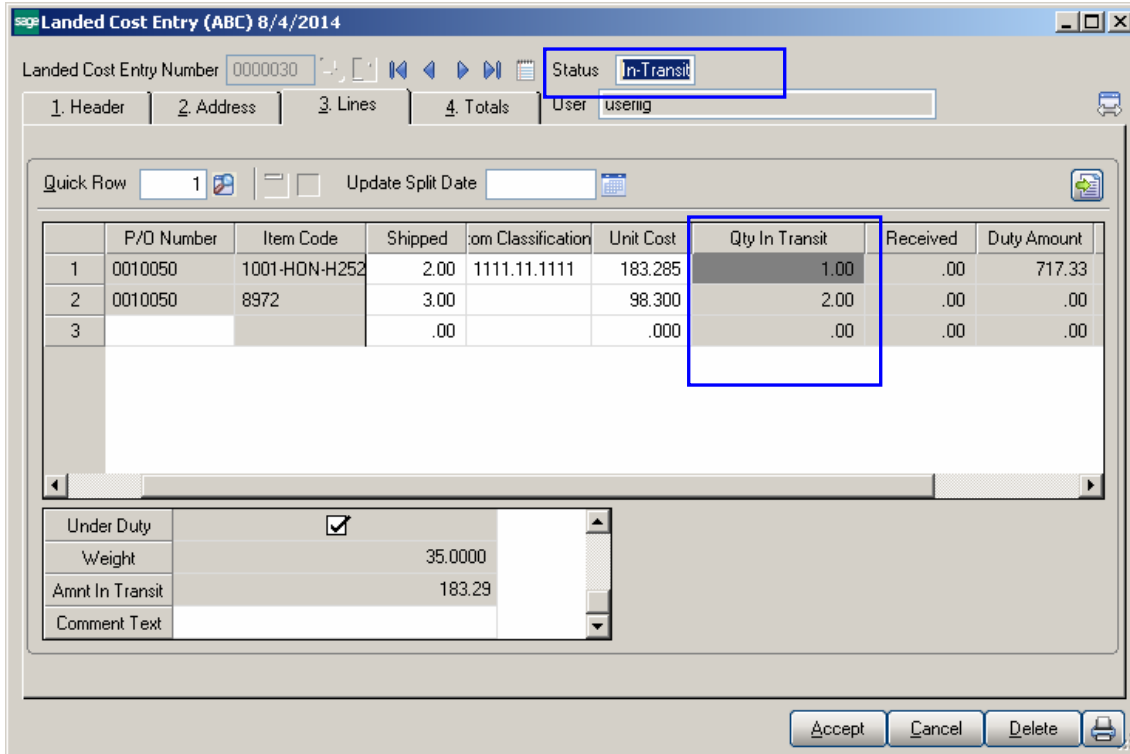 sage Landed Cost Entry (ABC) 8/4/2014
Landed Cost Entry Number 0000030 Status In-Transit
1. Header 2. Address 3. Lines 4. Totals User useriig
Quick Row 1 Update Split Date
P/O Number Item Code Shipped :om Classification Unit Cost Qty In Transit Received Duty Amount
1 0010050 1001-HON-H252 2.00 1111.11.1111 183.285 1.00 .00 717.33
2 0010050 8972 3.00 98.300 2.00 .00 .00
3 .00 .000 .00 .00 .00
Under Duty
Weight 35.0000
Amnt In Transit 183.29
Comment Text
Accept Cancel Delete